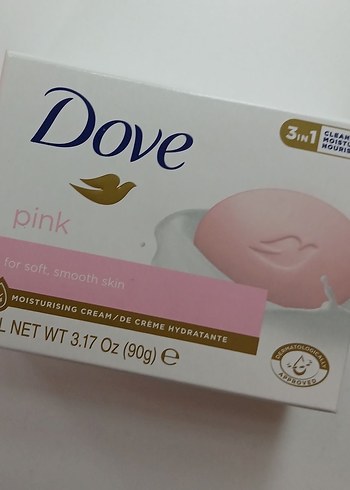 Dove
3 IN 1
pink
for soft, smooth skin
MOISTURISING CREAM/DE CRÈME HYDRATANTE
NET WT 3.17 Oz (90g) e
DERMATOLOGICALLY
APPROVED